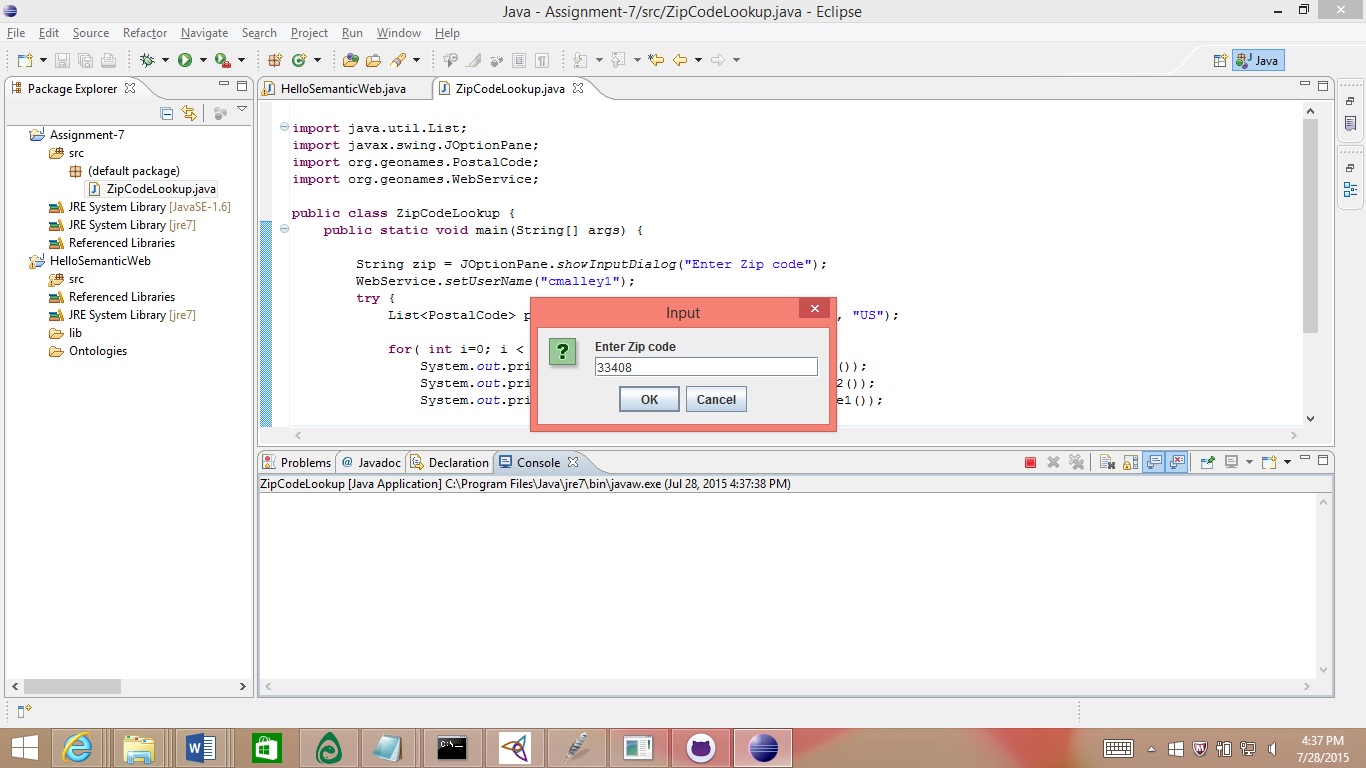 Java - Assignment-7/src/ZipCodeLookup.java - Eclipse
File Edit Source Refactor Navigate Search Project Run Window Help
Java
Package Explorer
HelloSemanticWeb.java ZipCodeLookup.java
Assignment-7
src
(default package)
ZipCodeLookup.java
JRE System Library [JavaSE-1.6]
JRE System Library [jre7]
Referenced Libraries
HelloSemanticWeb
src
Referenced Libraries
JRE System Library [jre7]
lib
Ontologies
import java.util.List;
import javax.swing.JOptionPane;
import org.geonames.PostalCode;
import org.geonames.WebService;
public class ZipCodeLookup {
public static void main(String[] args) {
String zip = JOptionPane.showInputDialog("Enter Zip code");
WebService.setUserName("cmalley1");
try {
List<PostalCode> p , "US");
for( int i=0; i <
System.out.pri ());
System.out.pri 2());
System.out.pri e1());
Input
Enter Zip code
33408
OK Cancel
Problems @ Javadoc Declaration Console
ZipCodeLookup [Java Application] C:\Program Files\Java\jre7\bin\javaw.exe (Jul 28, 2015 4:37:38 PM)
4:37 PM
7/28/2015